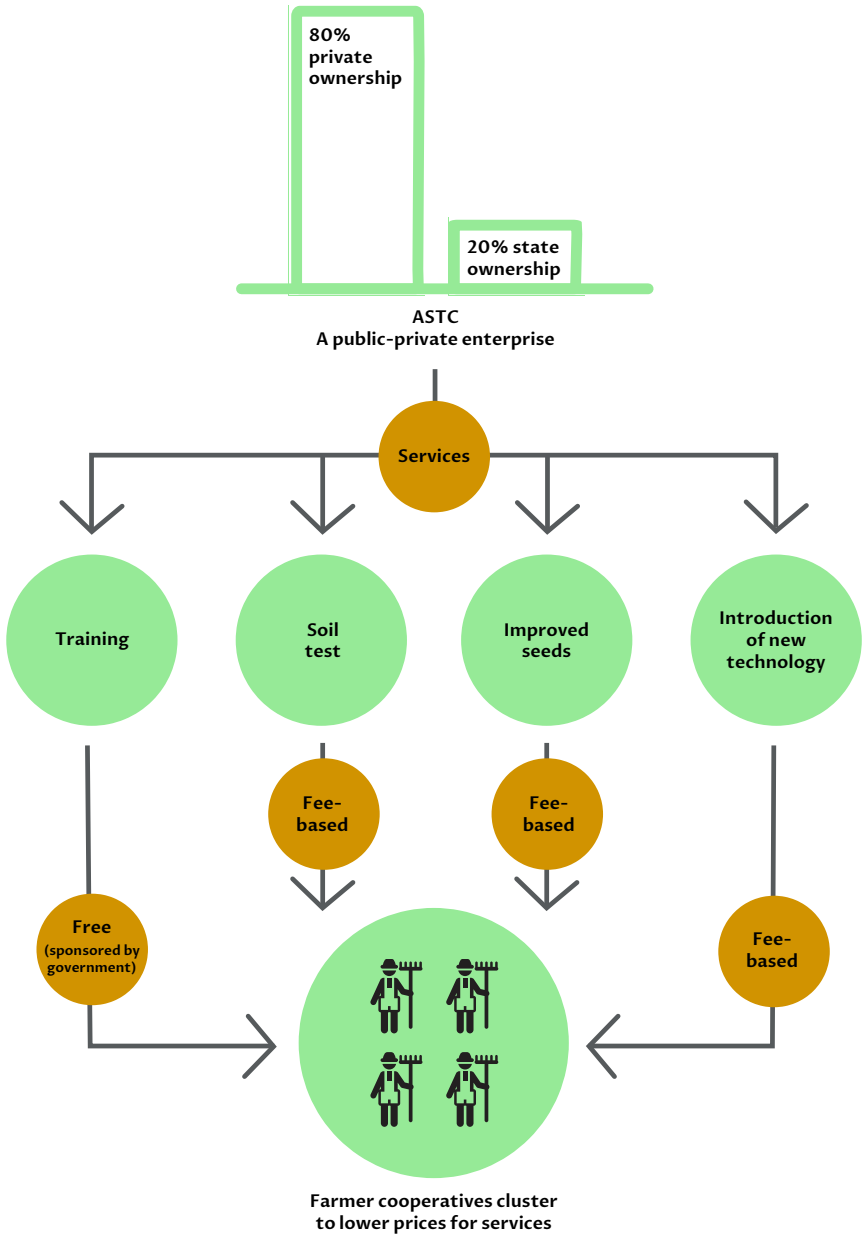 80%
private
ownership
20% state
ownership
ASTC
A public-private enterprise
Services
Training
Soil
test
Improved
seeds
Introduction
of new
technology
Fee-
based
Fee-
based
Free
(sponsored by
government)
Fee-
based
Farmer cooperatives cluster
to lower prices for services